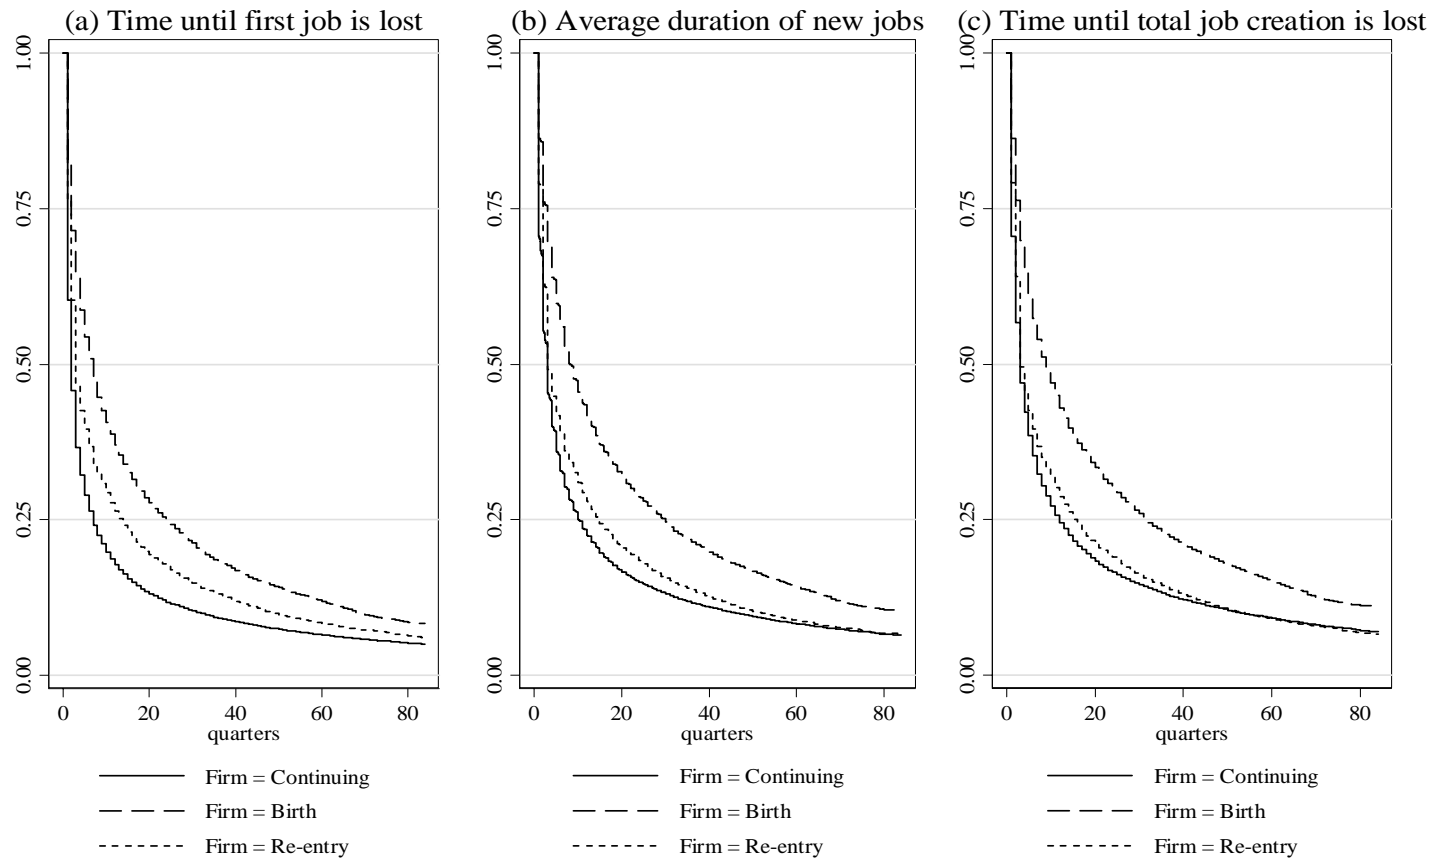 (a) Time until first job is lost
1.00
0.75
0.50
0.25
0.00
0 20 40 60 80
quarters
Firm = Continuing
Firm = Birth
Firm = Re-entry
(b) Average duration of new jobs
1.00
0.75
0.50
0.25
0.00
0 20 40 60 80
quarters
Firm = Continuing
Firm = Birth
Firm = Re-entry
(c) Time until total job creation is lost
1.00
0.75
0.50
0.25
0.00
0 20 40 60 80
quarters
Firm = Continuing
Firm = Birth
Firm = Re-entry